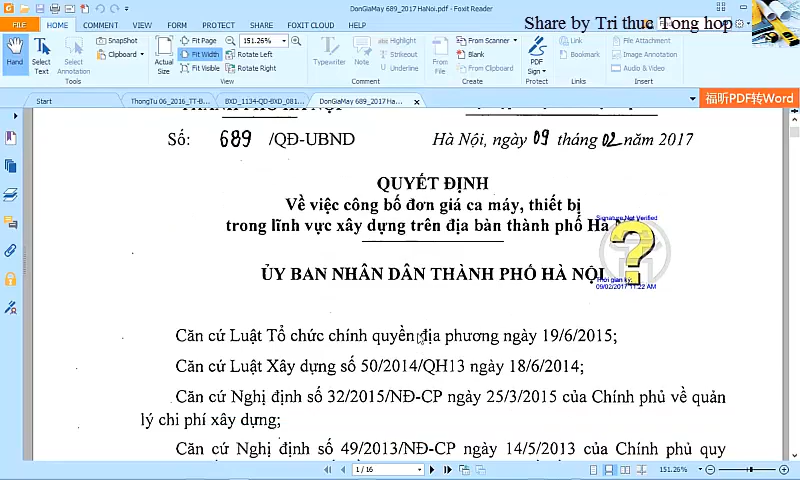 DonGiaMay 689_2017 HaNoi.pdf - Foxit Reader
Share by Tri thuc Tong hop
FILE HOME COMMENT VIEW FORM PROTECT SHARE FOXIT CLOUD HELP
Hand
Select Text
Select Annotation
SnapShot
Clipboard
Tools
Actual Size
Fit Page
Fit Width
Fit Visible
151.26%
Rotate Left
Rotate Right
View
Typewriter
Note
Highlight
Strikeout
Underline
Comment
From File
From Scanner
Blank
From Clipboard
Create
PDF Sign
Protect
Link
Bookmark
Links
File Attachment
Image Annotation
Audio & Video
Insert
Start
ThongTu 06_2016_TT-B...
BXD_1134-QD-BXD_081...
DonGiaMay 689_2017 Ha...
福昕PDF转Word
Số: 689 /QĐ-UBND
Hà Nội, ngày 09 tháng 02 năm 2017
QUYẾT ĐỊNH
Về việc công bố đơn giá ca máy, thiết bị
trong lĩnh vực xây dựng trên địa bàn thành phố Hà
Signature Not Verified
?
Thời gian ký:
09/02/2017 11:22 AM
ỦY BAN NHÂN DÂN THÀNH PHỐ HÀ NỘI
Căn cứ Luật Tổ chức chính quyền địa phương ngày 19/6/2015;
Căn cứ Luật Xây dựng số 50/2014/QH13 ngày 18/6/2014;
Căn cứ Nghị định số 32/2015/NĐ-CP ngày 25/3/2015 của Chính phủ về quản
lý chi phí xây dựng;
Căn cứ Nghị định số 49/2013/NĐ-CP ngày 14/5/2013 của Chính phủ quy
1 / 16
151.26%